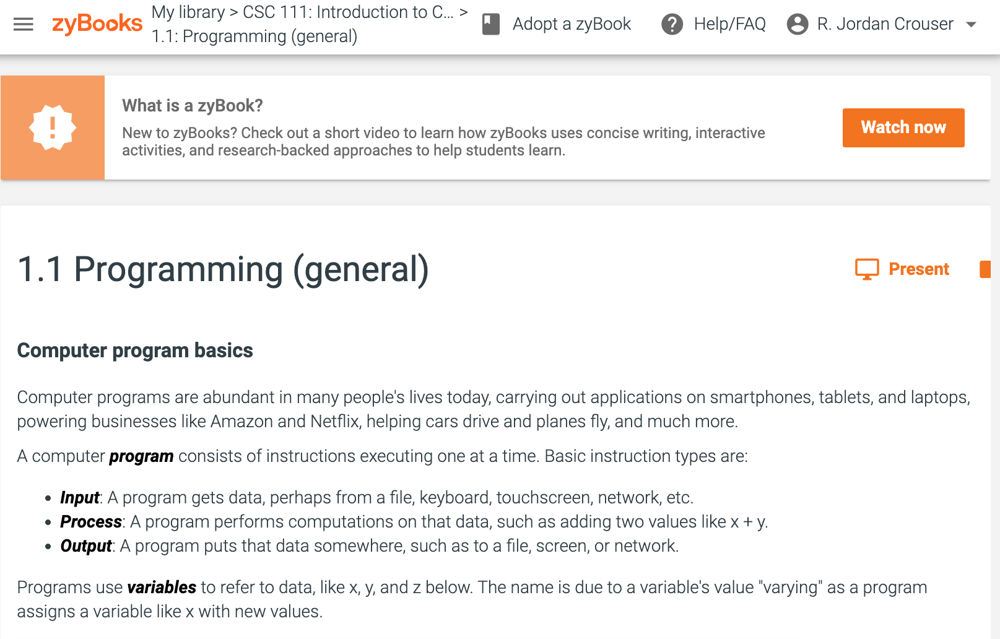 zyBooks
My library > CSC 111: Introduction to C... >
1.1: Programming (general)
Adopt a zyBook
Help/FAQ
R. Jordan Crouser
What is a zyBook?
New to zyBooks? Check out a short video to learn how zyBooks uses concise writing, interactive
activities, and research-backed approaches to help students learn.
Watch now
1.1 Programming (general)
Present
Computer program basics
Computer programs are abundant in many people's lives today, carrying out applications on smartphones, tablets, and laptops,
powering businesses like Amazon and Netflix, helping cars drive and planes fly, and much more.
A computer program consists of instructions executing one at a time. Basic instruction types are:
• Input: A program gets data, perhaps from a file, keyboard, touchscreen, network, etc.
• Process: A program performs computations on that data, such as adding two values like x + y.
• Output: A program puts that data somewhere, such as to a file, screen, or network.
Programs use variables to refer to data, like x, y, and z below. The name is due to a variable's value "varying" as a program
assigns a variable like x with new values.